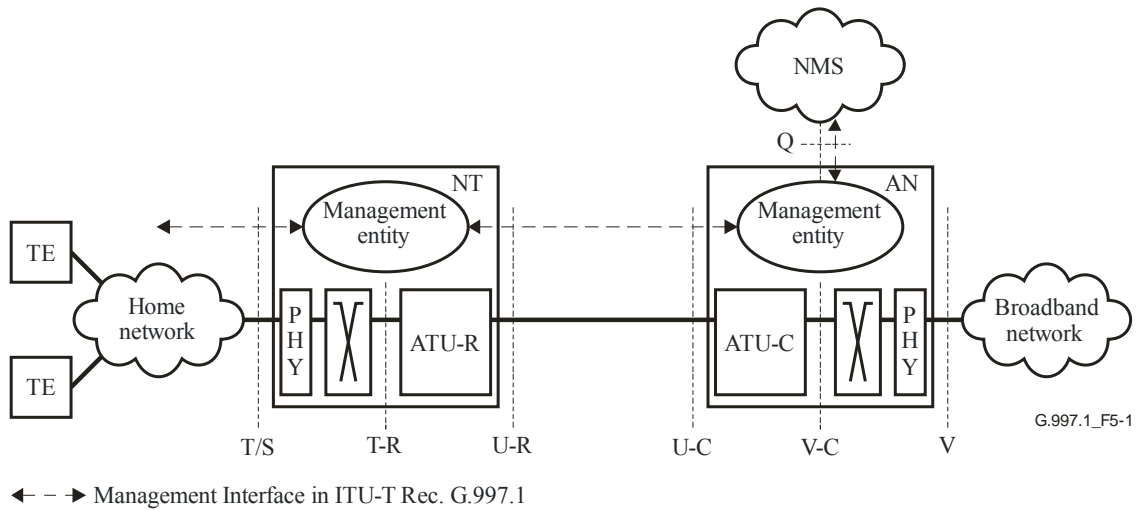 NMS
Q
NT
AN
Management
entity
Management
entity
TE
Home
network
P
H
Y
ATU-R
ATU-C
P
H
Y
Broadband
network
TE
G.997.1_F5-1
T/S
T-R
U-R
U-C
V-C
V
Management Interface in ITU-T Rec. G.997.1